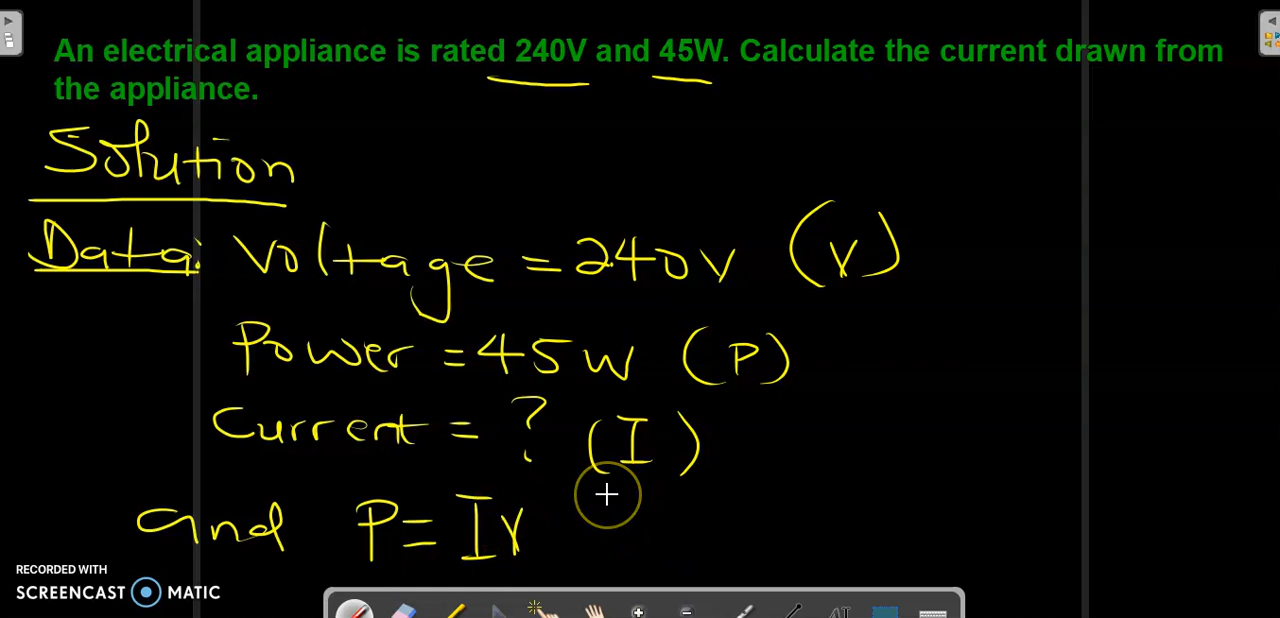 An electrical appliance is rated 240V and 45W. Calculate the current drawn from
the appliance.
Solution
Data: Voltage = 240V (V)
Power = 45W (P)
Current = ? (I)
and P = IV
RECORDED WITH
SCREENCAST MATIC